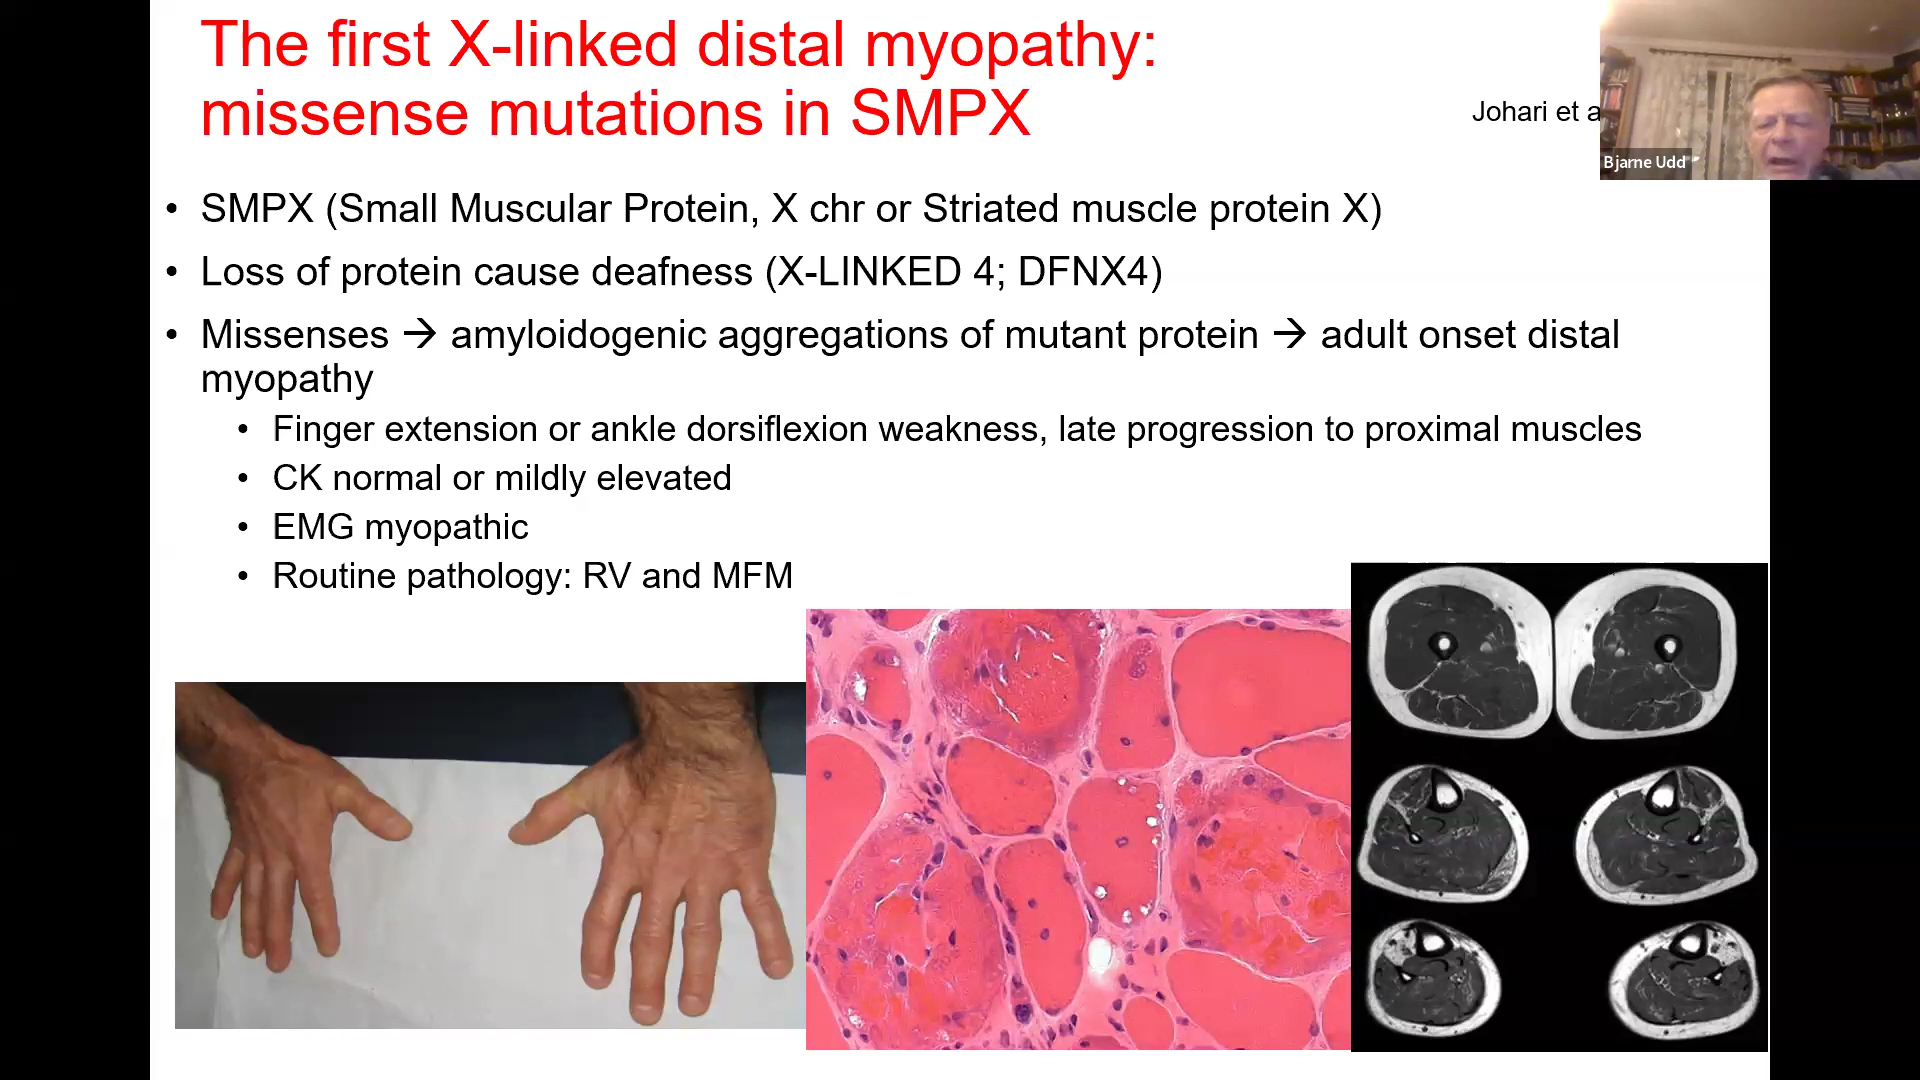 The first X-linked distal myopathy:
missense mutations in SMPX
Johari et a
Bjarne Udd
• SMPX (Small Muscular Protein, X chr or Striated muscle protein X)
• Loss of protein cause deafness (X-LINKED 4; DFNX4)
• Missenses → amyloidogenic aggregations of mutant protein → adult onset distal
myopathy
• Finger extension or ankle dorsiflexion weakness, late progression to proximal muscles
• CK normal or mildly elevated
• EMG myopathic
• Routine pathology: RV and MFM